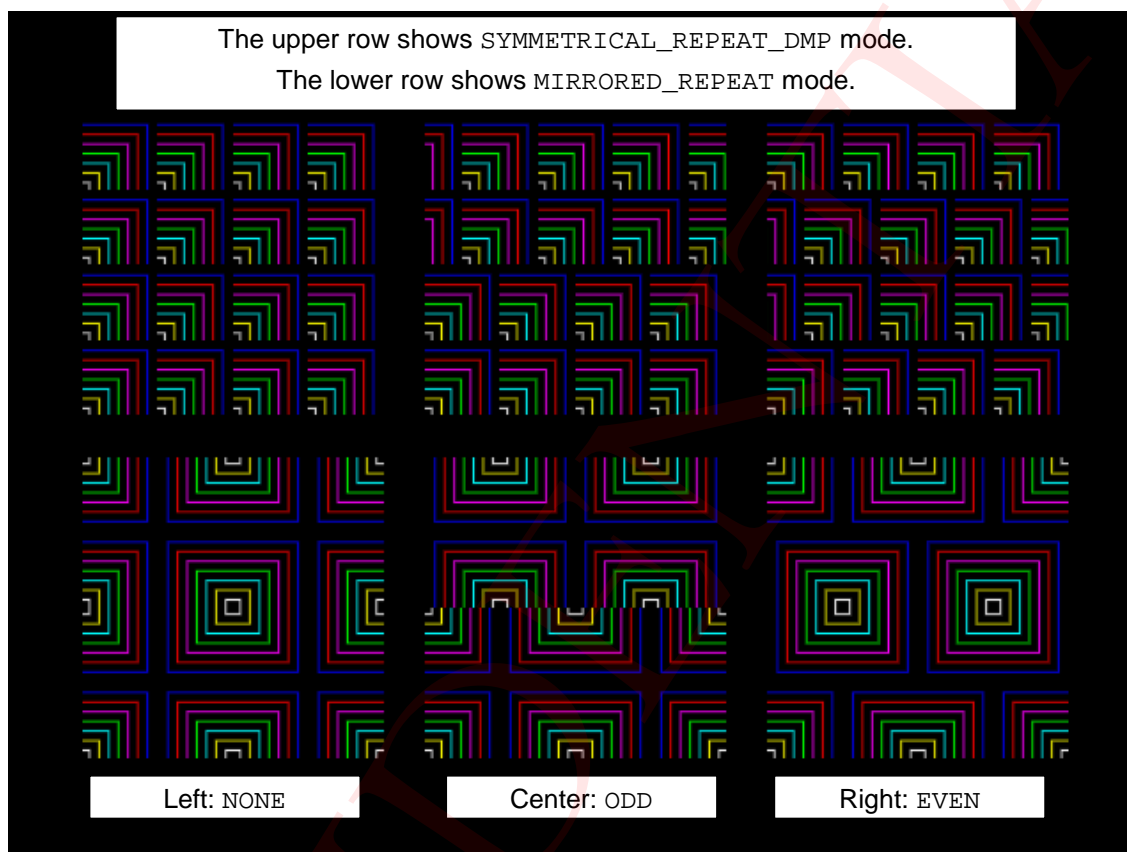 The upper row shows SYMMETRICAL_REPEAT_DMP mode.
The lower row shows MIRRORED_REPEAT mode.
Left: NONE
Center: ODD
Right: EVEN